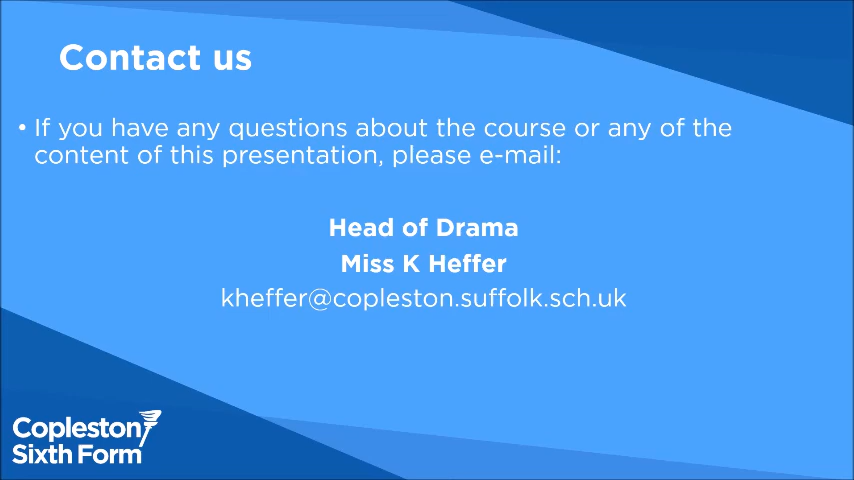 Contact us
• If you have any questions about the course or any of the
content of this presentation, please e-mail:
Head of Drama
Miss K Heffer
kheffer@copleston.suffolk.sch.uk
Copleston
Sixth Form